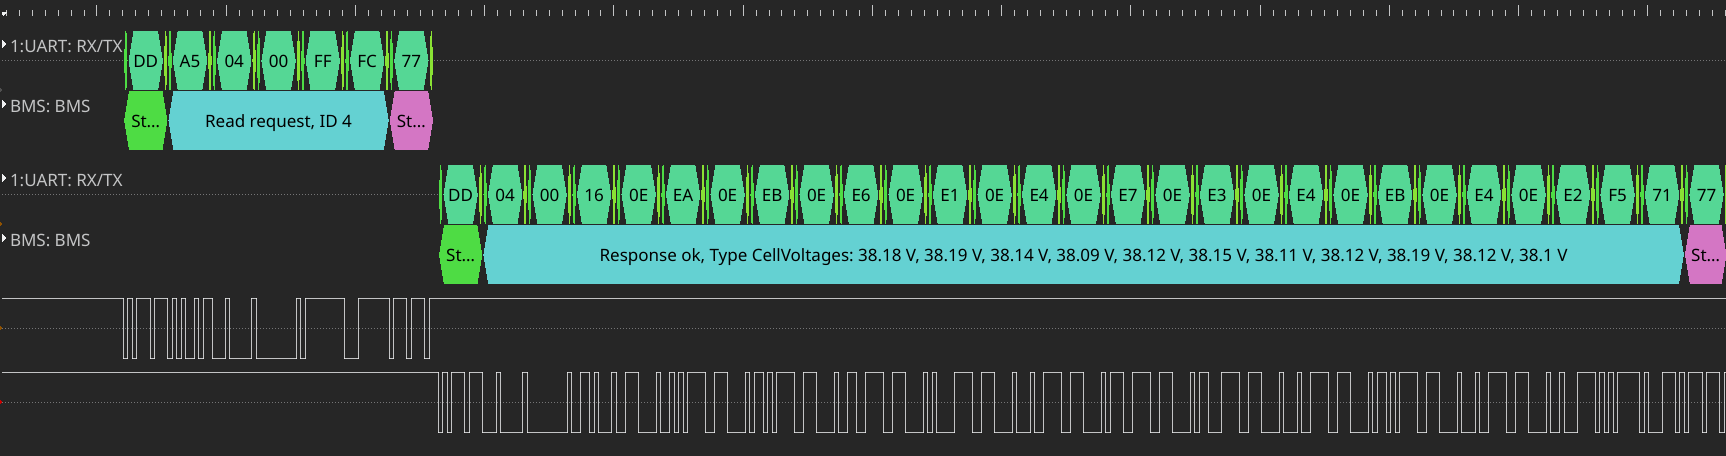 1:UART: RX/TX DD A5 04 00 FF FC 77
BMS: BMS St... Read request, ID 4 St...
1:UART: RX/TX DD 04 00 16 0E EA 0E EB 0E E6 0E E1 0E E4 0E E7 0E E3 0E E4 0E EB 0E E4 0E E2 F5 71 77
BMS: BMS St... Response ok, Type CellVoltages: 38.18 V, 38.19 V, 38.14 V, 38.09 V, 38.12 V, 38.15 V, 38.11 V, 38.12 V, 38.19 V, 38.12 V, 38.1 V St...